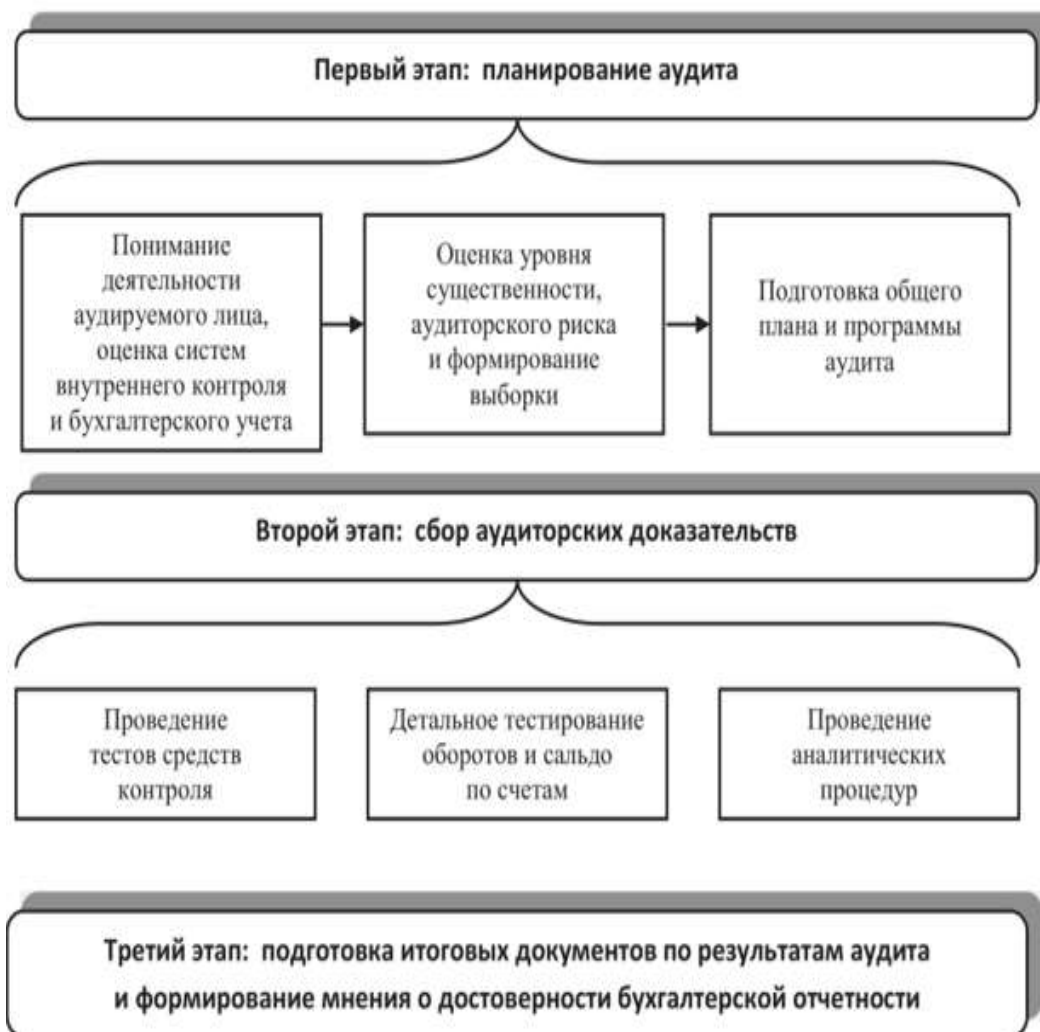 Первый этап: планирование аудита
Понимание
деятельности
аудируемого лица,
оценка систем
внутреннего контроля
и бухгалтерского учета
Оценка уровня
существенности,
аудиторского риска
и формирование
выборки
Подготовка общего
плана и программы
аудита
Второй этап: сбор аудиторских доказательств
Проведение
тестов средств
контроля
Детальное тестирование
оборотов и сальдо
по счетам
Проведение
аналитических
процедур
Третий этап: подготовка итоговых документов по результатам аудита
и формирование мнения о достоверности бухгалтерской отчетности